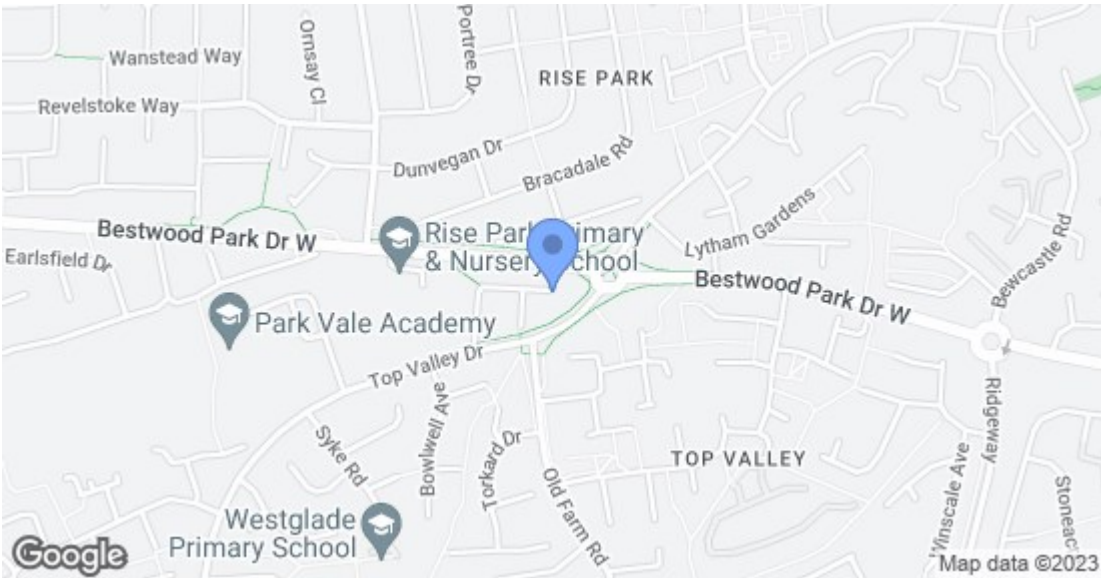 Wanstead Way
Ornsay Cl
Portree Dr
RISE PARK
Revelstoke Way
Dunvegan Dr
Bracadale Rd
Bestwood Park Dr W
Rise Park Primary
& Nursery School
Lytham Gardens
Bewcastle Rd
Earlsfield Dr
Bestwood Park Dr W
Park Vale Academy
Top Valley Dr
Bowlwell Ave
Ridgeway
Syke Rd
Torkard Dr
TOP VALLEY
Old Farm Rd
Winscale Ave
Stoneac
Westglade
Primary School
Google
Map data ©2023